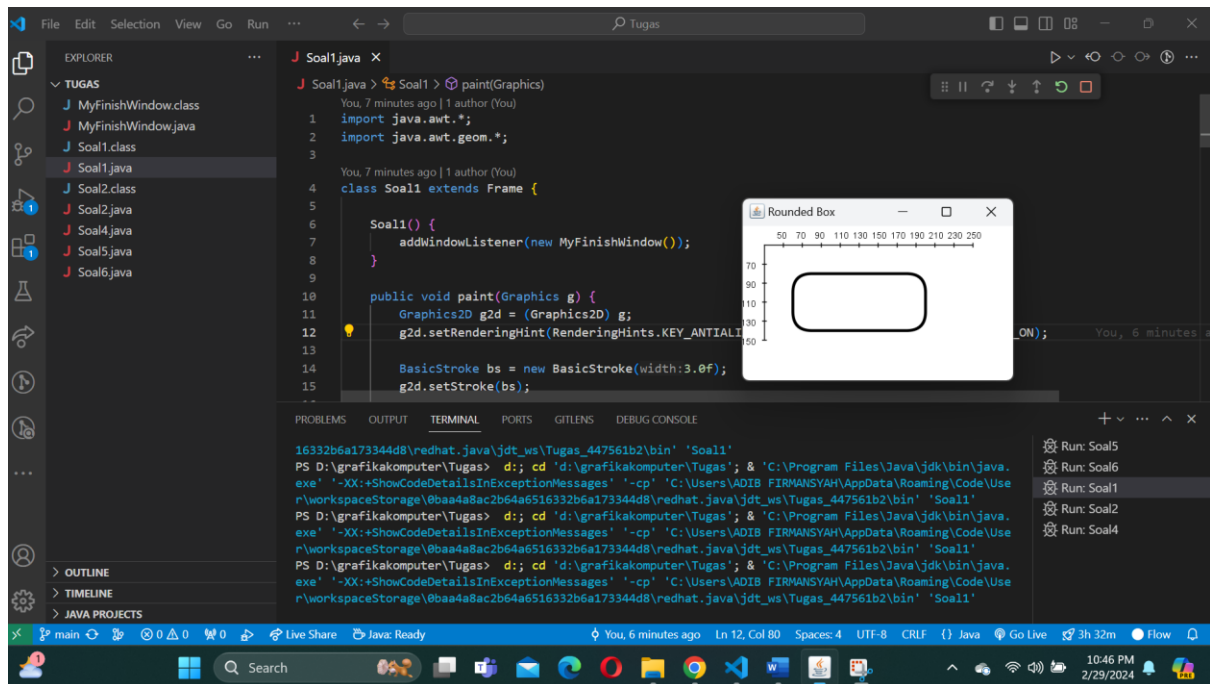 File Edit Selection View Go Run ··· Tugas
EXPLORER ···
TUGAS
J MyFinishWindow.class
J MyFinishWindow.java
J Soal1.class
J Soal1.java
J Soal2.class
J Soal2.java
J Soal4.java
J Soal5.java
J Soal6.java
OUTLINE
TIMELINE
JAVA PROJECTS
J Soal1.java
J Soal1.java > Soal1 > paint(Graphics)
You, 7 minutes ago | 1 author (You)
1 import java.awt.*;
2 import java.awt.geom.*;
3
You, 7 minutes ago | 1 author (You)
4 class Soal1 extends Frame {
5
6 Soal1() {
7 addWindowListener(new MyFinishWindow());
8 }
9
10 public void paint(Graphics g) {
11 Graphics2D g2d = (Graphics2D) g;
12 g2d.setRenderingHint(RenderingHints.KEY_ANTIALI _ON); You, 6 minutes
13
14 BasicStroke bs = new BasicStroke(width:3.0f);
15 g2d.setStroke(bs);
Rounded Box
50 70 90 110 130 150 170 190 210 230 250
70
90
110
130
150
PROBLEMS OUTPUT TERMINAL PORTS GITLENS DEBUG CONSOLE
16332b6a173344d8\redhat.java\jdt_ws\Tugas_447561b2\bin' 'Soal1'
PS D:\grafikakomputer\Tugas> d:; cd 'd:\grafikakomputer\Tugas'; & 'C:\Program Files\Java\jdk\bin\java.
exe' '-XX:+ShowCodeDetailsInExceptionMessages' '-cp' 'C:\Users\ADIB FIRMANSYAH\AppData\Roaming\Code\Use
r\workspaceStorage\0baa4a8ac2b64a6516332b6a173344d8\redhat.java\jdt_ws\Tugas_447561b2\bin' 'Soal1'
PS D:\grafikakomputer\Tugas> d:; cd 'd:\grafikakomputer\Tugas'; & 'C:\Program Files\Java\jdk\bin\java.
exe' '-XX:+ShowCodeDetailsInExceptionMessages' '-cp' 'C:\Users\ADIB FIRMANSYAH\AppData\Roaming\Code\Use
r\workspaceStorage\0baa4a8ac2b64a6516332b6a173344d8\redhat.java\jdt_ws\Tugas_447561b2\bin' 'Soal1'
PS D:\grafikakomputer\Tugas> d:; cd 'd:\grafikakomputer\Tugas'; & 'C:\Program Files\Java\jdk\bin\java.
exe' '-XX:+ShowCodeDetailsInExceptionMessages' '-cp' 'C:\Users\ADIB FIRMANSYAH\AppData\Roaming\Code\Use
r\workspaceStorage\0baa4a8ac2b64a6516332b6a173344d8\redhat.java\jdt_ws\Tugas_447561b2\bin' 'Soal1'
Run: Soal5
Run: Soal6
Run: Soal1
Run: Soal2
Run: Soal4
main 0 0 0 Live Share Java: Ready You, 6 minutes ago Ln 12, Col 80 Spaces: 4 UTF-8 CRLF {} Java Go Live 3h 32m Flow
1 Search 10:46 PM
2/29/2024